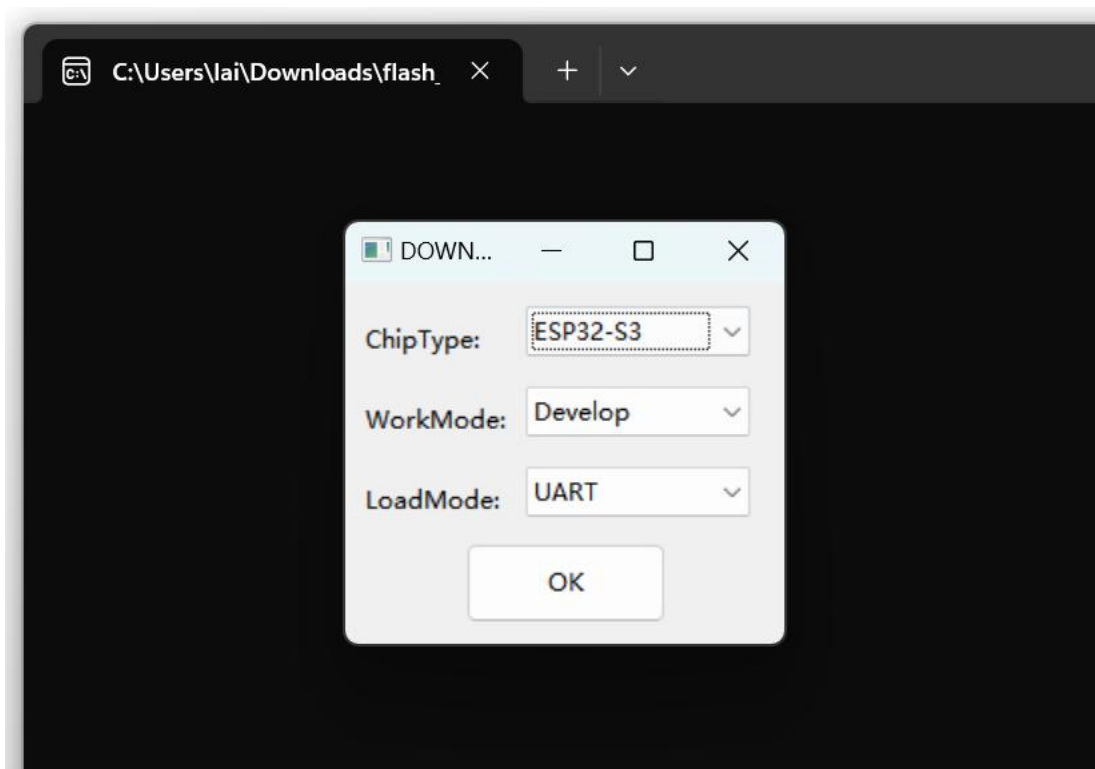 C:\Users\lai\Downloads\flash_
DOWN...
ChipType: ESP32-S3
WorkMode: Develop
LoadMode: UART
OK